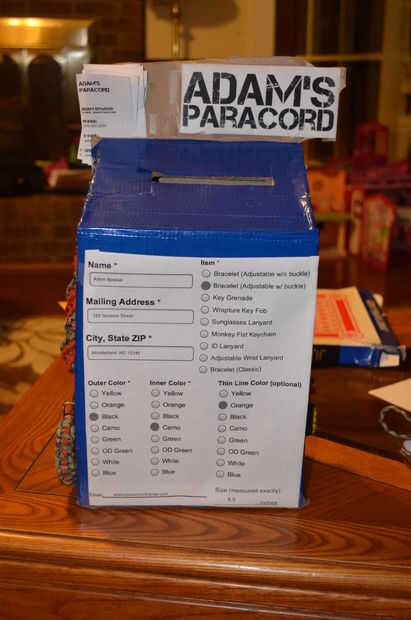 ADAM'S
PARACORD
ADAM'S
PARACORD
Name *
Mailing Address *
City, State ZIP *
Item *
Bracelet (Adjustable w/o buckle)
Bracelet (Adjustable w/ buckle)
Key Grenade
Wrapture Key Fob
Sunglasses Lanyard
Monkey Fist Keychain
ID Lanyard
Adjustable Wrist Lanyard
Bracelet (Classic)
Outer Color *
Yellow
Orange
Black
Camo
Green
OD Green
White
Blue
Inner Color *
Yellow
Orange
Black
Camo
Green
OD Green
White
Blue
Thin Line Color (optional)
Yellow
Orange
Black
Camo
Green
OD Green
White
Blue
Email:
Size (measured exactly):
inches